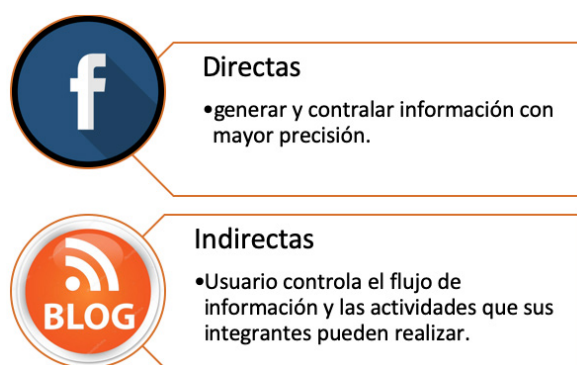 f
Directas
•generar y contralar información con
mayor precisión.
BLOG
Indirectas
•Usuario controla el flujo de
información y las actividades que sus
integrantes pueden realizar.